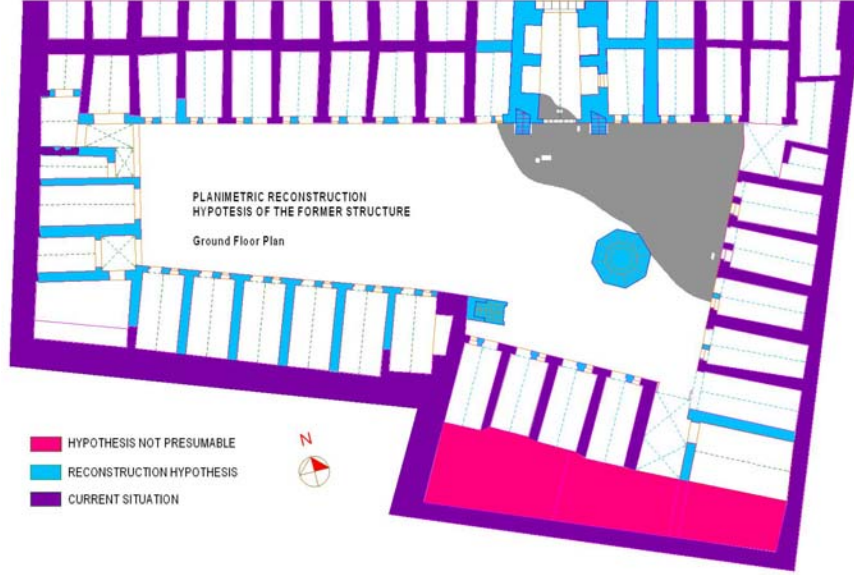 PLANIMETRIC RECONSTRUCTION
HYPOTESIS OF THE FORMER STRUCTURE
Ground Floor Plan
HYPOTHESIS NOT PRESUMABLE
RECONSTRUCTION HYPOTHESIS
CURRENT SITUATION
N